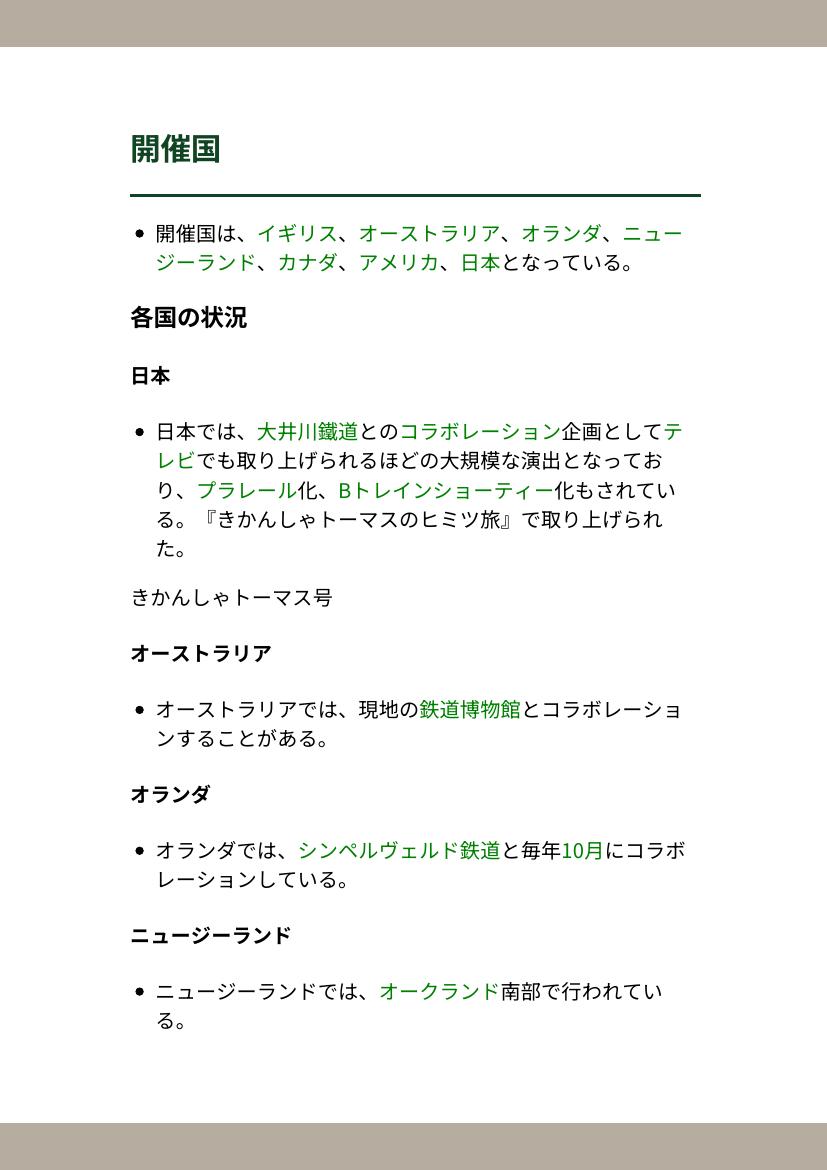 開催国
• 開催国は、イギリス、オーストラリア、オランダ、ニュー
ジーランド、カナダ、アメリカ、日本となっている。
各国の状況
日本
• 日本では、大井川鐵道とのコラボレーション企画としてテ
レビでも取り上げられるほどの大規模な演出となってお
り、プラレール化、Bトレインショーティー化もされてい
る。『きかんしゃトーマスのヒミツ旅』で取り上げられ
た。
きかんしゃトーマス号
オーストラリア
• オーストラリアでは、現地の鉄道博物館とコラボレーショ
ンすることがある。
オランダ
• オランダでは、シンペルヴェルド鉄道と毎年10月にコラボ
レーションしている。
ニュージーランド
• ニュージーランドでは、オークランド南部で行われてい
る。